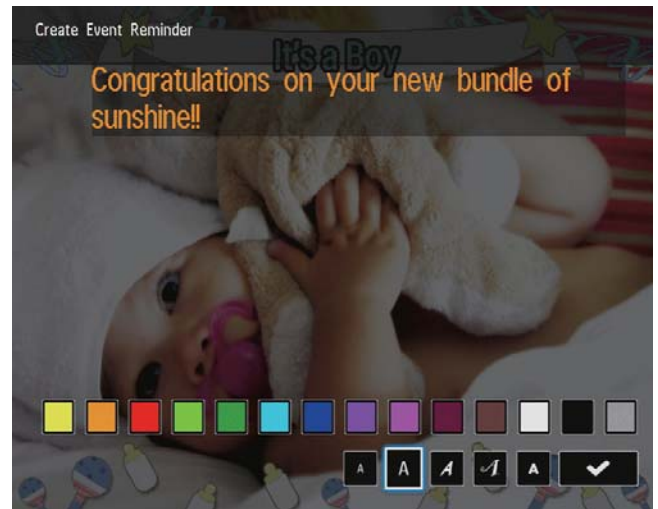 Create Event Reminder
It's a Boy
Congratulations on your new bundle of
sunshine!!
A A A A A